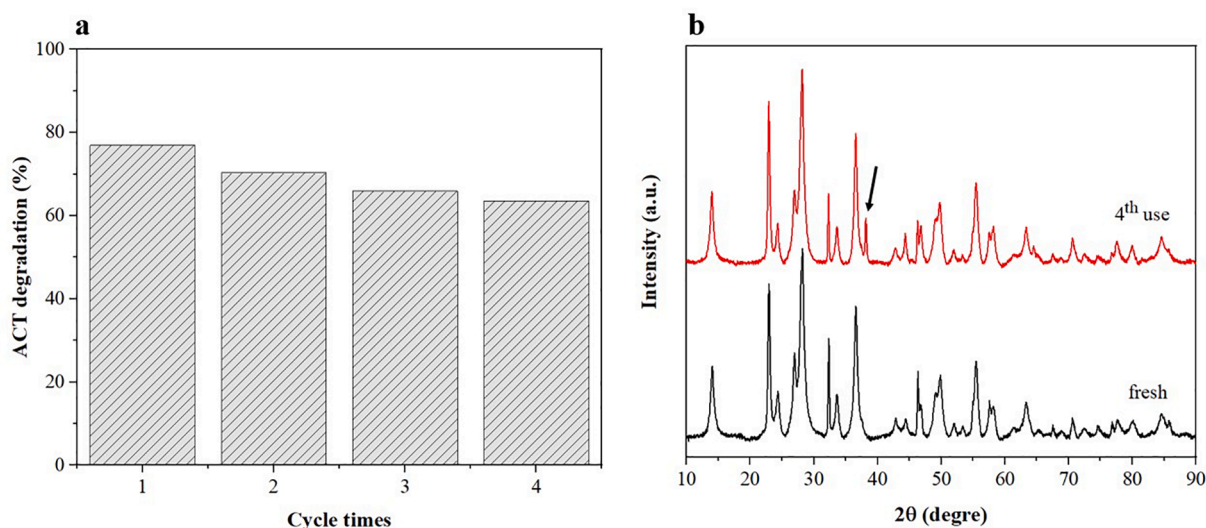 a
100
80
60
40
20
0
ACT degradation (%)
1 2 3 4
Cycle times
b
Intensity (a.u.)
4th use
fresh
10 20 30 40 50 60 70 80 90
2θ (degre)